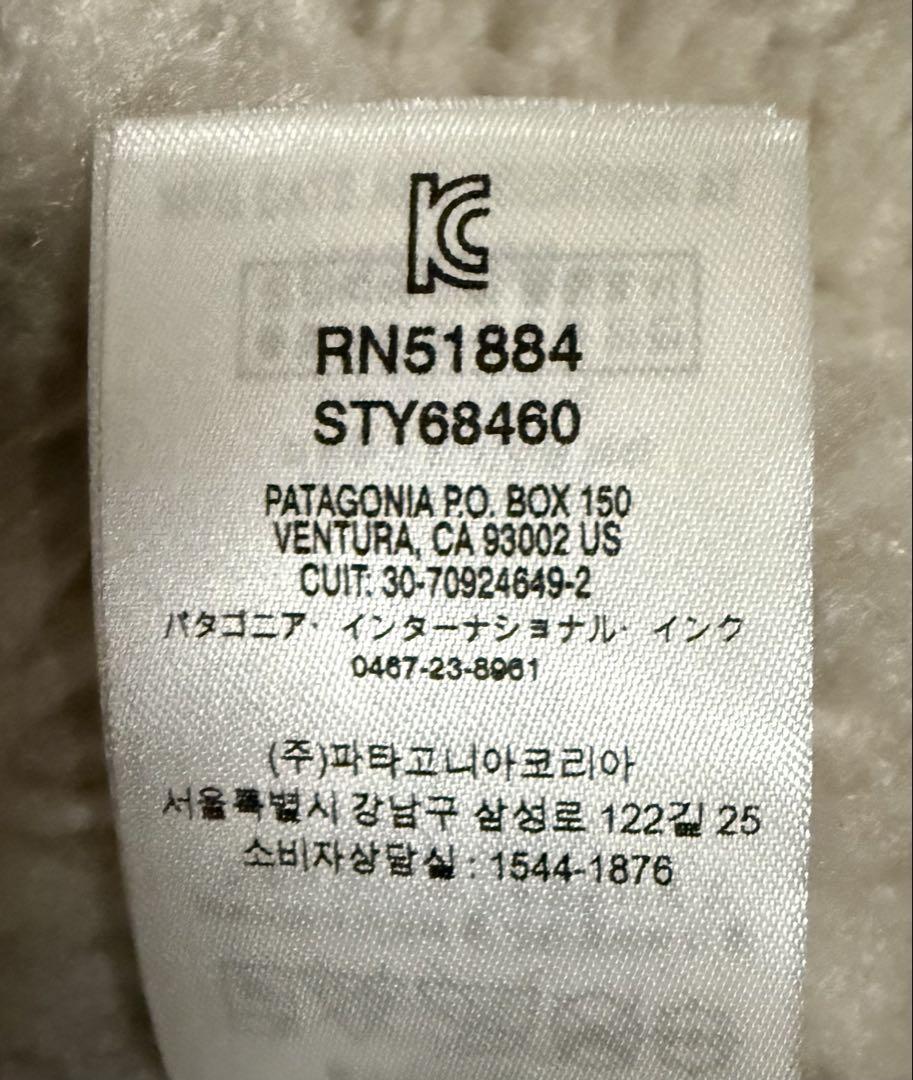 KC
RN51884
STY68460
PATAGONIA P.O. BOX 150
VENTURA, CA 93002 US
CUIT: 30-70924649-2
パタゴニア・インターナショナル・インク
0467-23-8961
(주)파타고니아코리아
서울특별시 강남구 삼성로 122길 25
소비자상담실 : 1544-1876